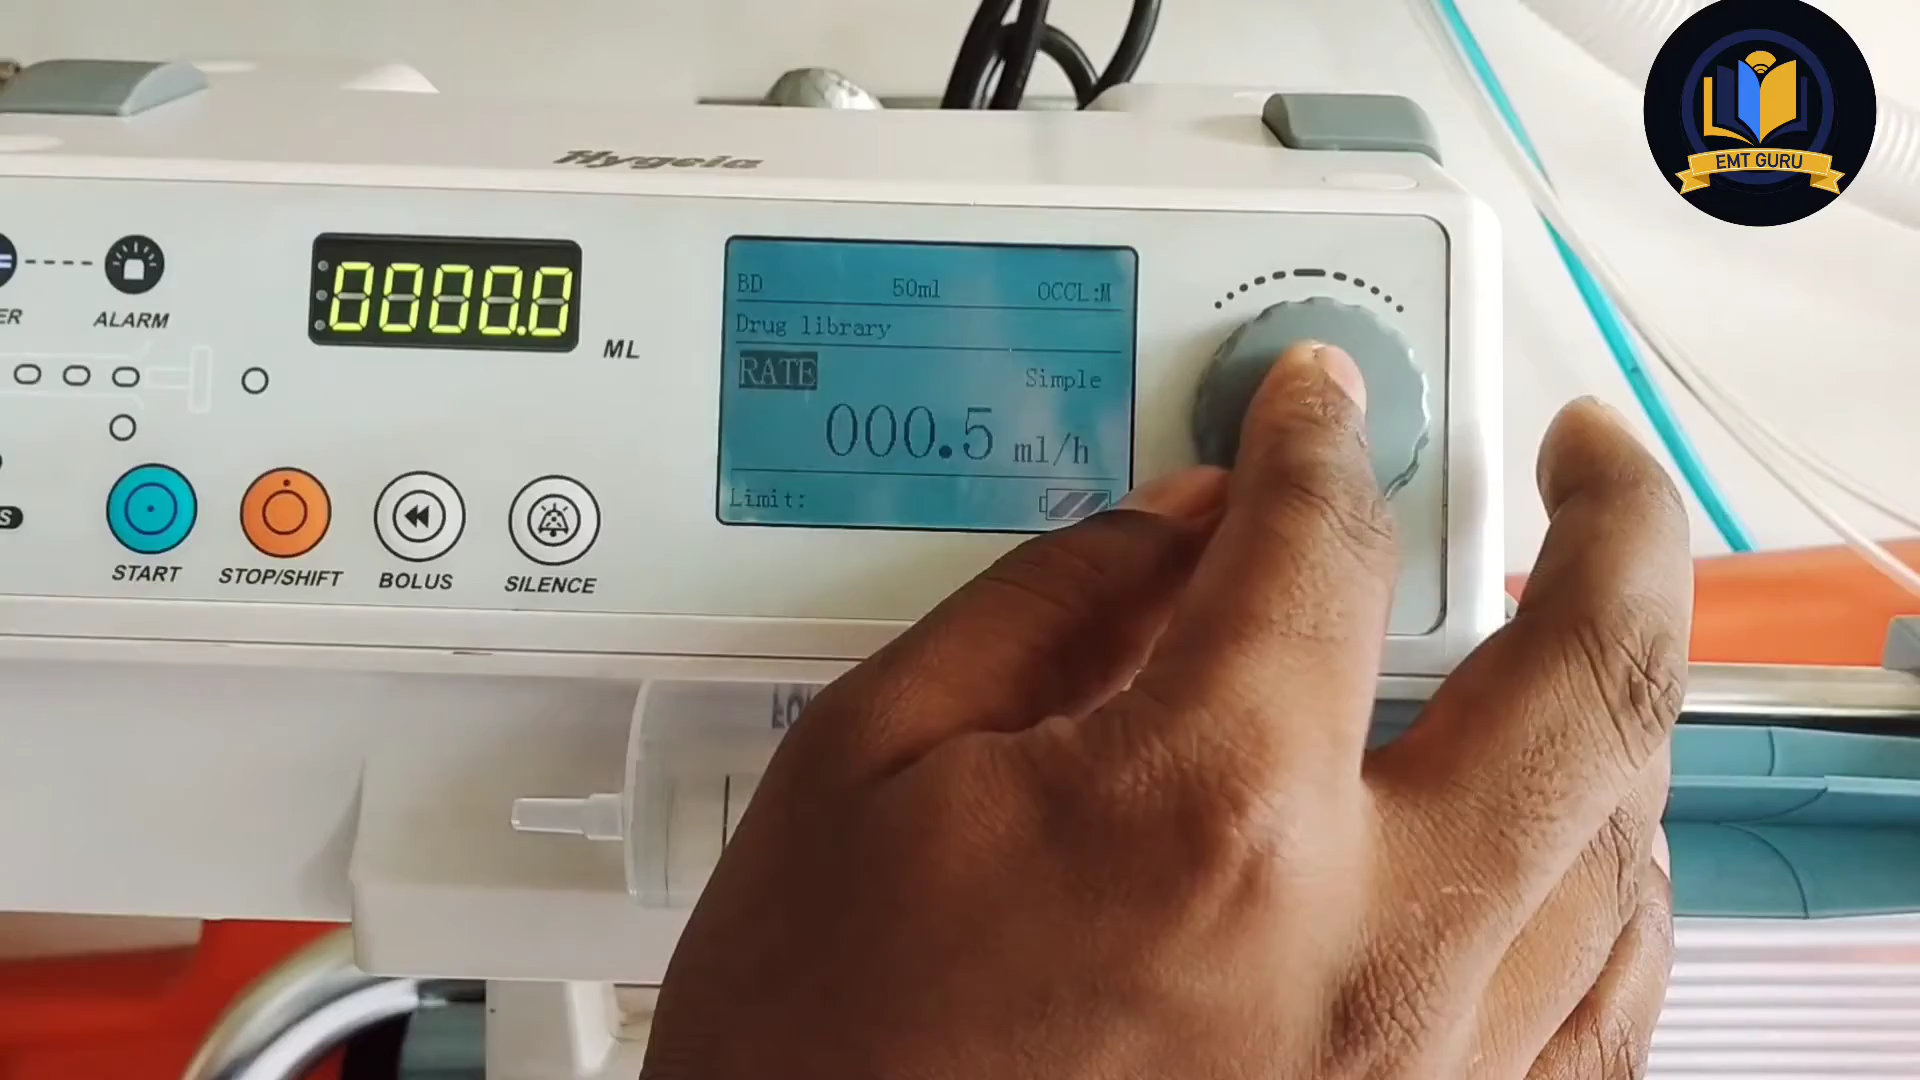 EMT GURU
Hygeia
ER
ALARM
0000.0
ML
BD 50ml OCCL:M
Drug library
RATE Simple
000.5 ml/h
Limit:
S
START
STOP/SHIFT
BOLUS
SILENCE